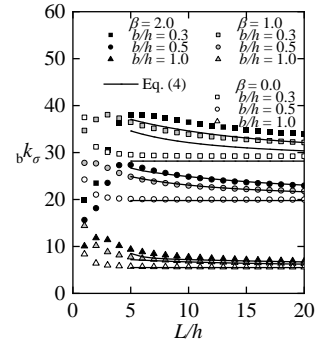 60
50
40
30
20
10
0
0
5
10
15
20
bkσ
L/h
β = 2.0
b/h = 0.3
b/h = 0.5
b/h = 1.0
β = 1.0
b/h = 0.3
b/h = 0.5
b/h = 1.0
Eq. (4)
β = 0.0
b/h = 0.3
b/h = 0.5
b/h = 1.0